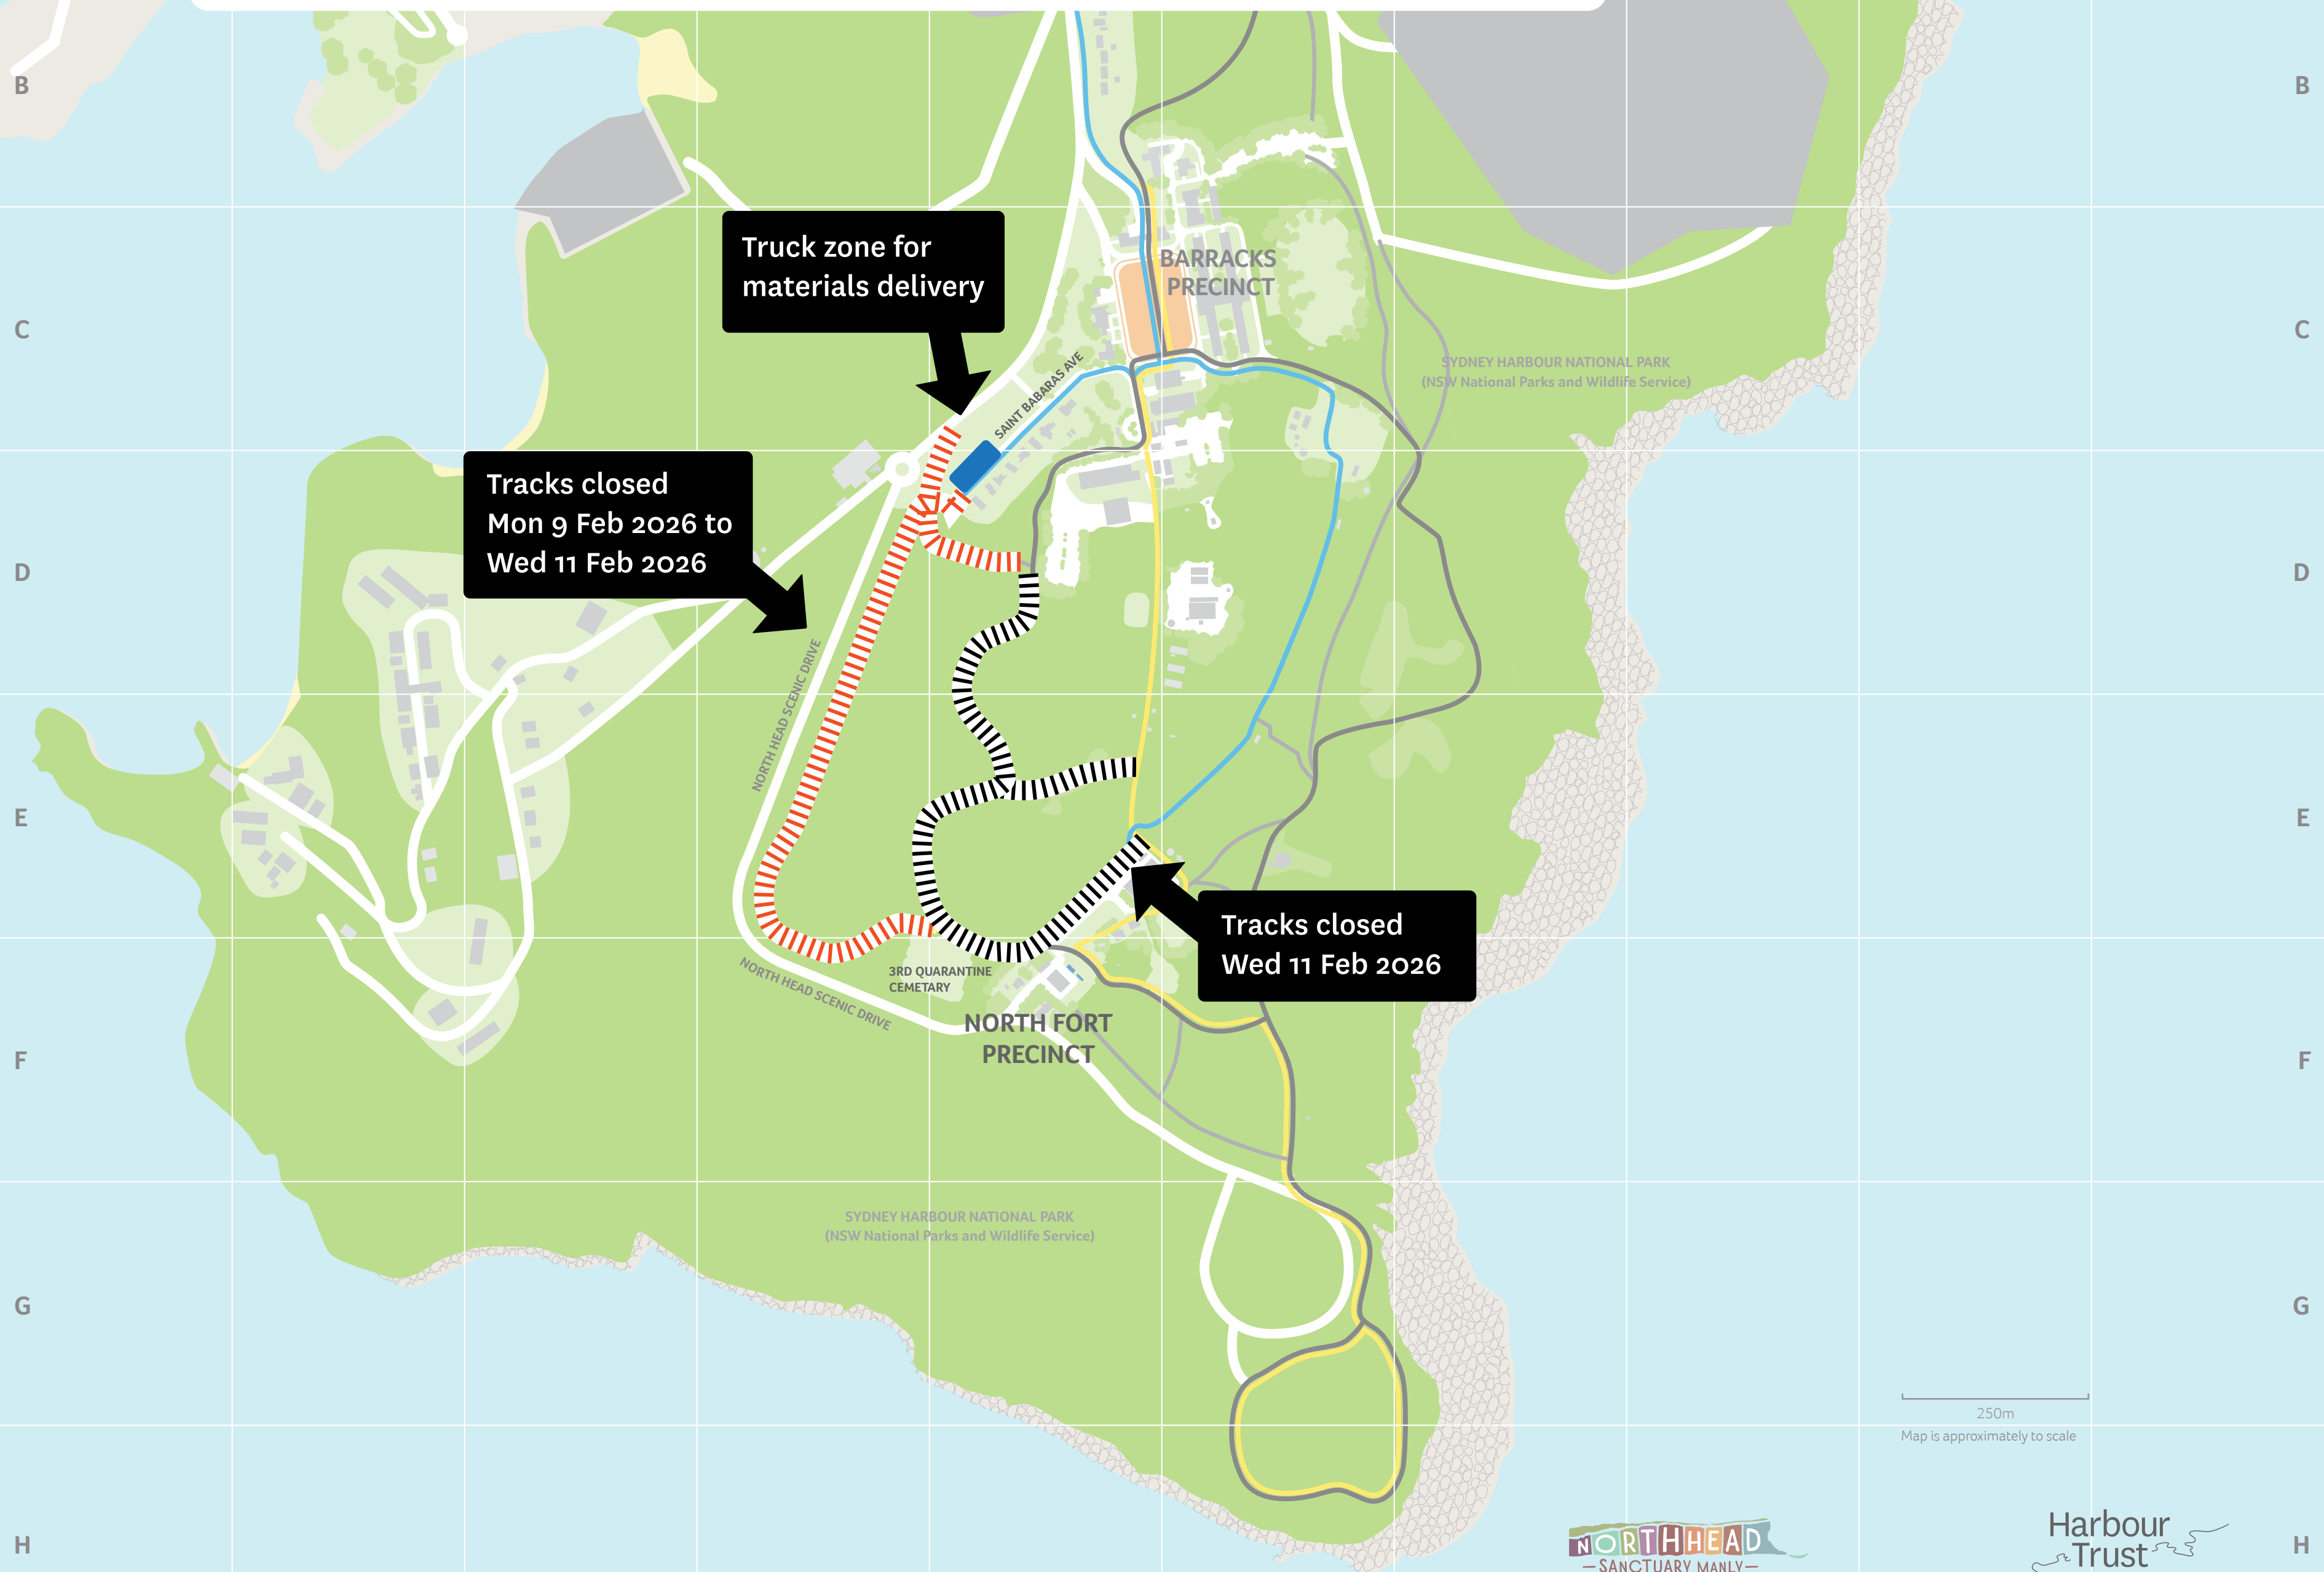 B
B
Truck zone for
materials delivery
BARRACKS
PRECINCT
C
C
SAINT BABARAS AVE
SYDNEY HARBOUR NATIONAL PARK
(NSW National Parks and Wildlife Service)
Tracks closed
Mon 9 Feb 2026 to
Wed 11 Feb 2026
D
D
NORTH HEAD SCENIC DRIVE
E
E
Tracks closed
Wed 11 Feb 2026
3RD QUARANTINE
CEMETARY
NORTH HEAD SCENIC DRIVE
NORTH FORT
PRECINCT
F
F
SYDNEY HARBOUR NATIONAL PARK
(NSW National Parks and Wildlife Service)
G
G
250m
Map is approximately to scale
H
H
NORTH HEAD
SANCTUARY MANLY
Harbour
Trust